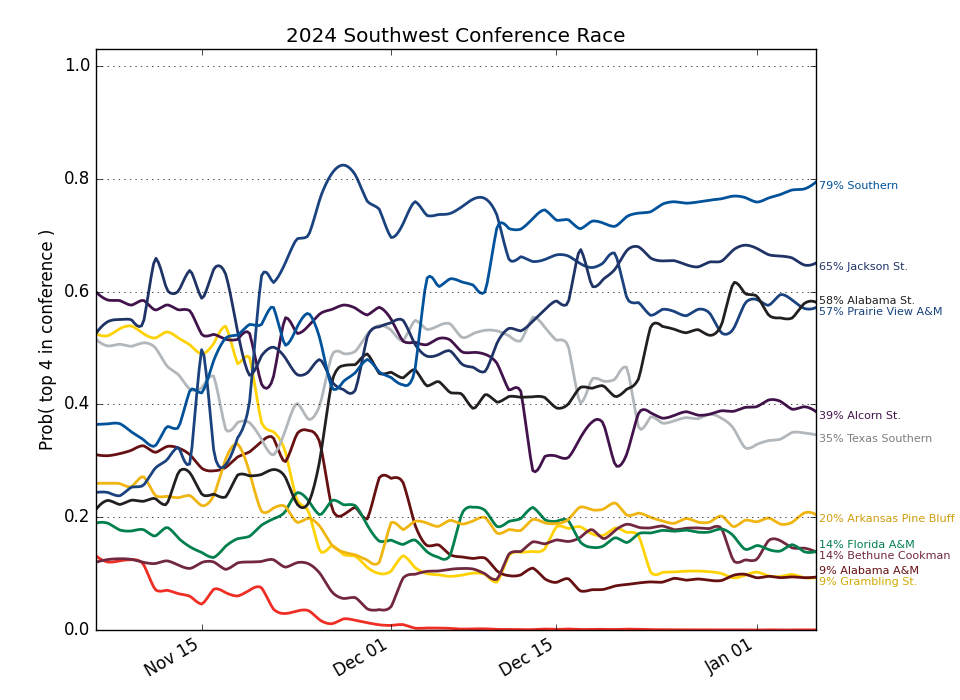 2024 Southwest Conference Race
Prob( top 4 in conference )
1.0
0.8
0.6
0.4
0.2
0.0
Nov 15
Dec 01
Dec 15
Jan 01
79% Southern
65% Jackson St.
58% Alabama St.
57% Prairie View A&M
39% Alcorn St.
35% Texas Southern
20% Arkansas Pine Bluff
14% Florida A&M
14% Bethune Cookman
9% Alabama A&M
9% Grambling St.